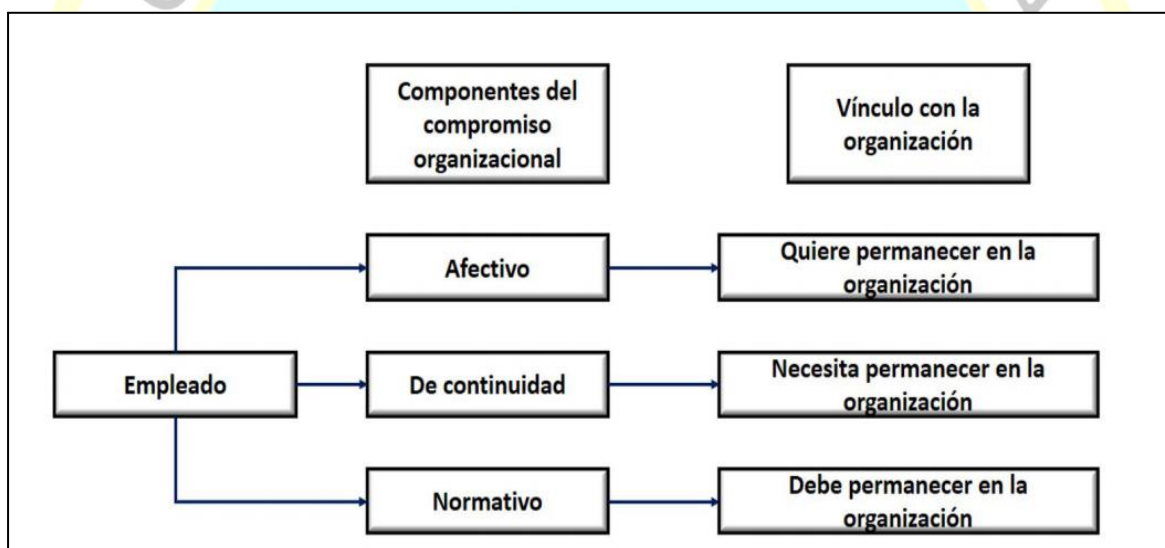 Componentes del
compromiso
organizacional
Vínculo con la
organización
Afectivo
Quiere permanecer en la
organización
Empleado
De continuidad
Necesita permanecer en la
organización
Normativo
Debe permanecer en la
organización